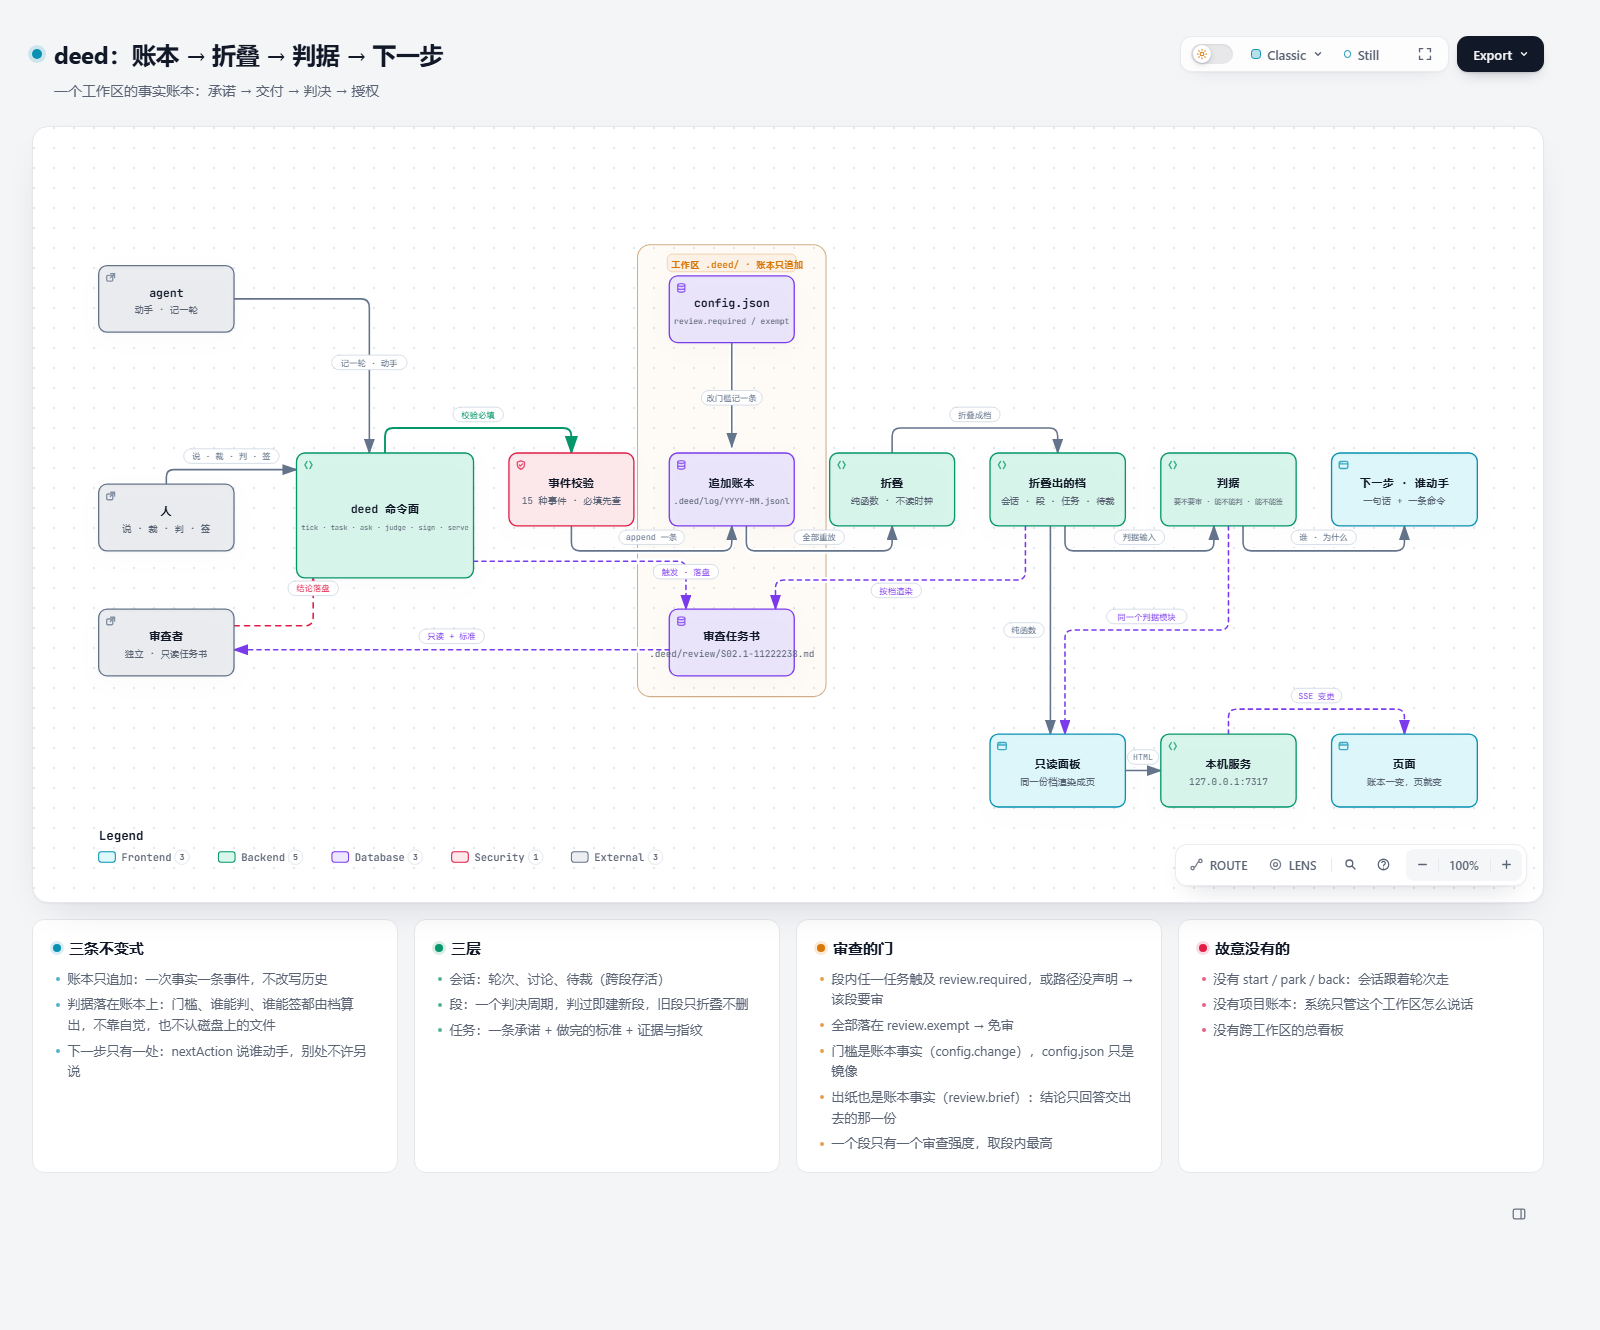 deed：账本 → 折叠 → 判据 → 下一步
一个工作区的事实账本：承诺 → 交付 → 判决 → 授权
Classic
Still
Export
工作区 .deed/ · 账本只追加
agent
动手 · 记一轮
config.json
review.required / exempt
记一轮 · 动手
改门槛记一条
校验必填
折叠成档
说 · 裁 · 判 · 签
人
说 · 裁 · 判 · 签
deed 命令面
tick · task · ask · judge · sign · serve
事件校验
15 种事件 · 必填先查
追加账本
.deed/log/YYYY-MM.jsonl
折叠
纯函数 · 不读时钟
折叠出的档
会话 · 段 · 任务 · 待裁
判据
要不要审 · 能不能判 · 能不能签
下一步 · 谁动手
一句话 + 一条命令
append 一条
全部重放
判据输入
谁 · 为什么
触发 · 落盘
结论落盘
按档渲染
审查者
独立 · 只读任务书
只读 + 标准
审查任务书
.deed/review/S02.1-11222233.md
纯函数
同一个判据模块
SSE 变更
只读面板
同一份档渲染成页
HTML
本机服务
127.0.0.1:7317
页面
账本一变，页就变
Legend
Frontend 3
Backend 5
Database 3
Security 1
External 3
ROUTE
LENS
100%
三条不变式
账本只追加：一次事实一条事件，不改写历史
判据落在账本上：门槛、谁能判、谁能签都由档算
出，不靠自觉，也不认磁盘上的文件
下一步只有一处：nextAction 说谁动手，别处不许另
说
三层
会话：轮次、讨论、待裁（跨段存活）
段：一个判决周期，判过即建新段，旧段只折叠不删
任务：一条承诺 + 做完的标准 + 证据与指纹
审查的门
段内任一任务触及 review.required，或路径没声明 →
该段要审
全部落在 review.exempt → 免审
门槛是账本事实（config.change），config.json 只是
镜像
出纸也是账本事实（review.brief）：结论只回答交出
去的那一份
一个段只有一个审查强度，取段内最高
故意没有的
没有 start / park / back：会话跟着轮次走
没有项目账本：系统只管这个工作区怎么说话
没有跨工作区的总看板